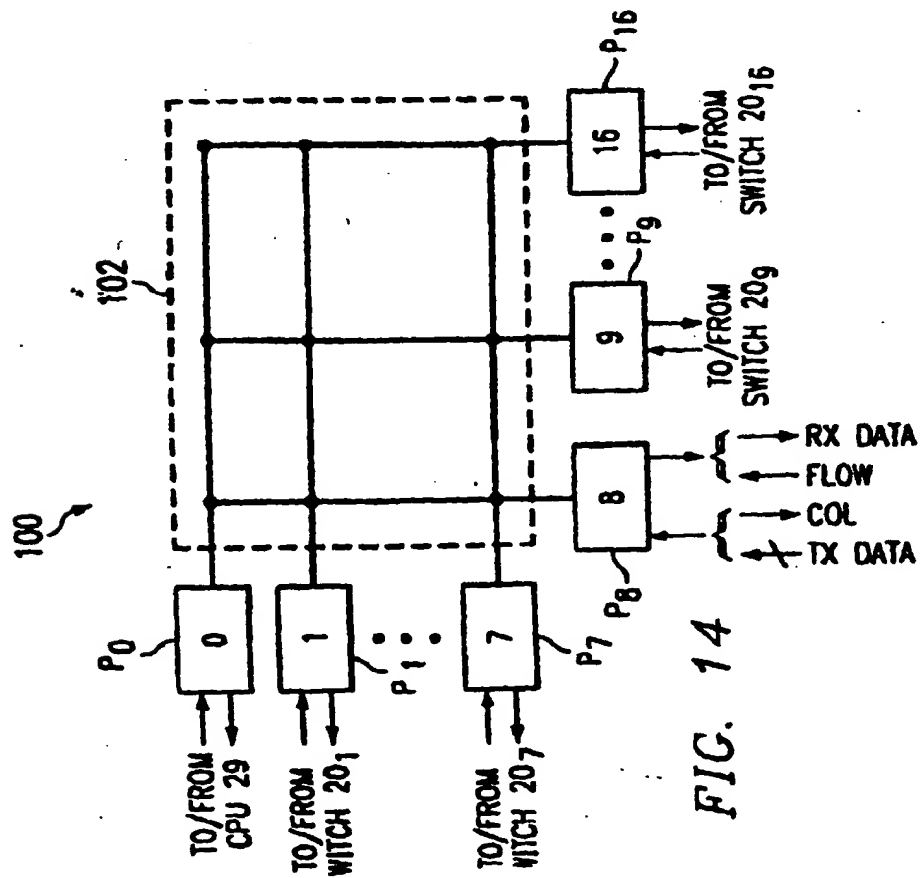 100
102
P0
0
TO/FROM
CPU 29
1
P1
TO/FROM
WITCH 20₁
7
P7
TO/FROM
WITCH 20₇
8
P8
RX DATA
FLOW
COL
TX DATA
9
P9
TO/FROM
SWITCH 20₉
16
P16
TO/FROM
SWITCH 20₁₆
FIG. 14